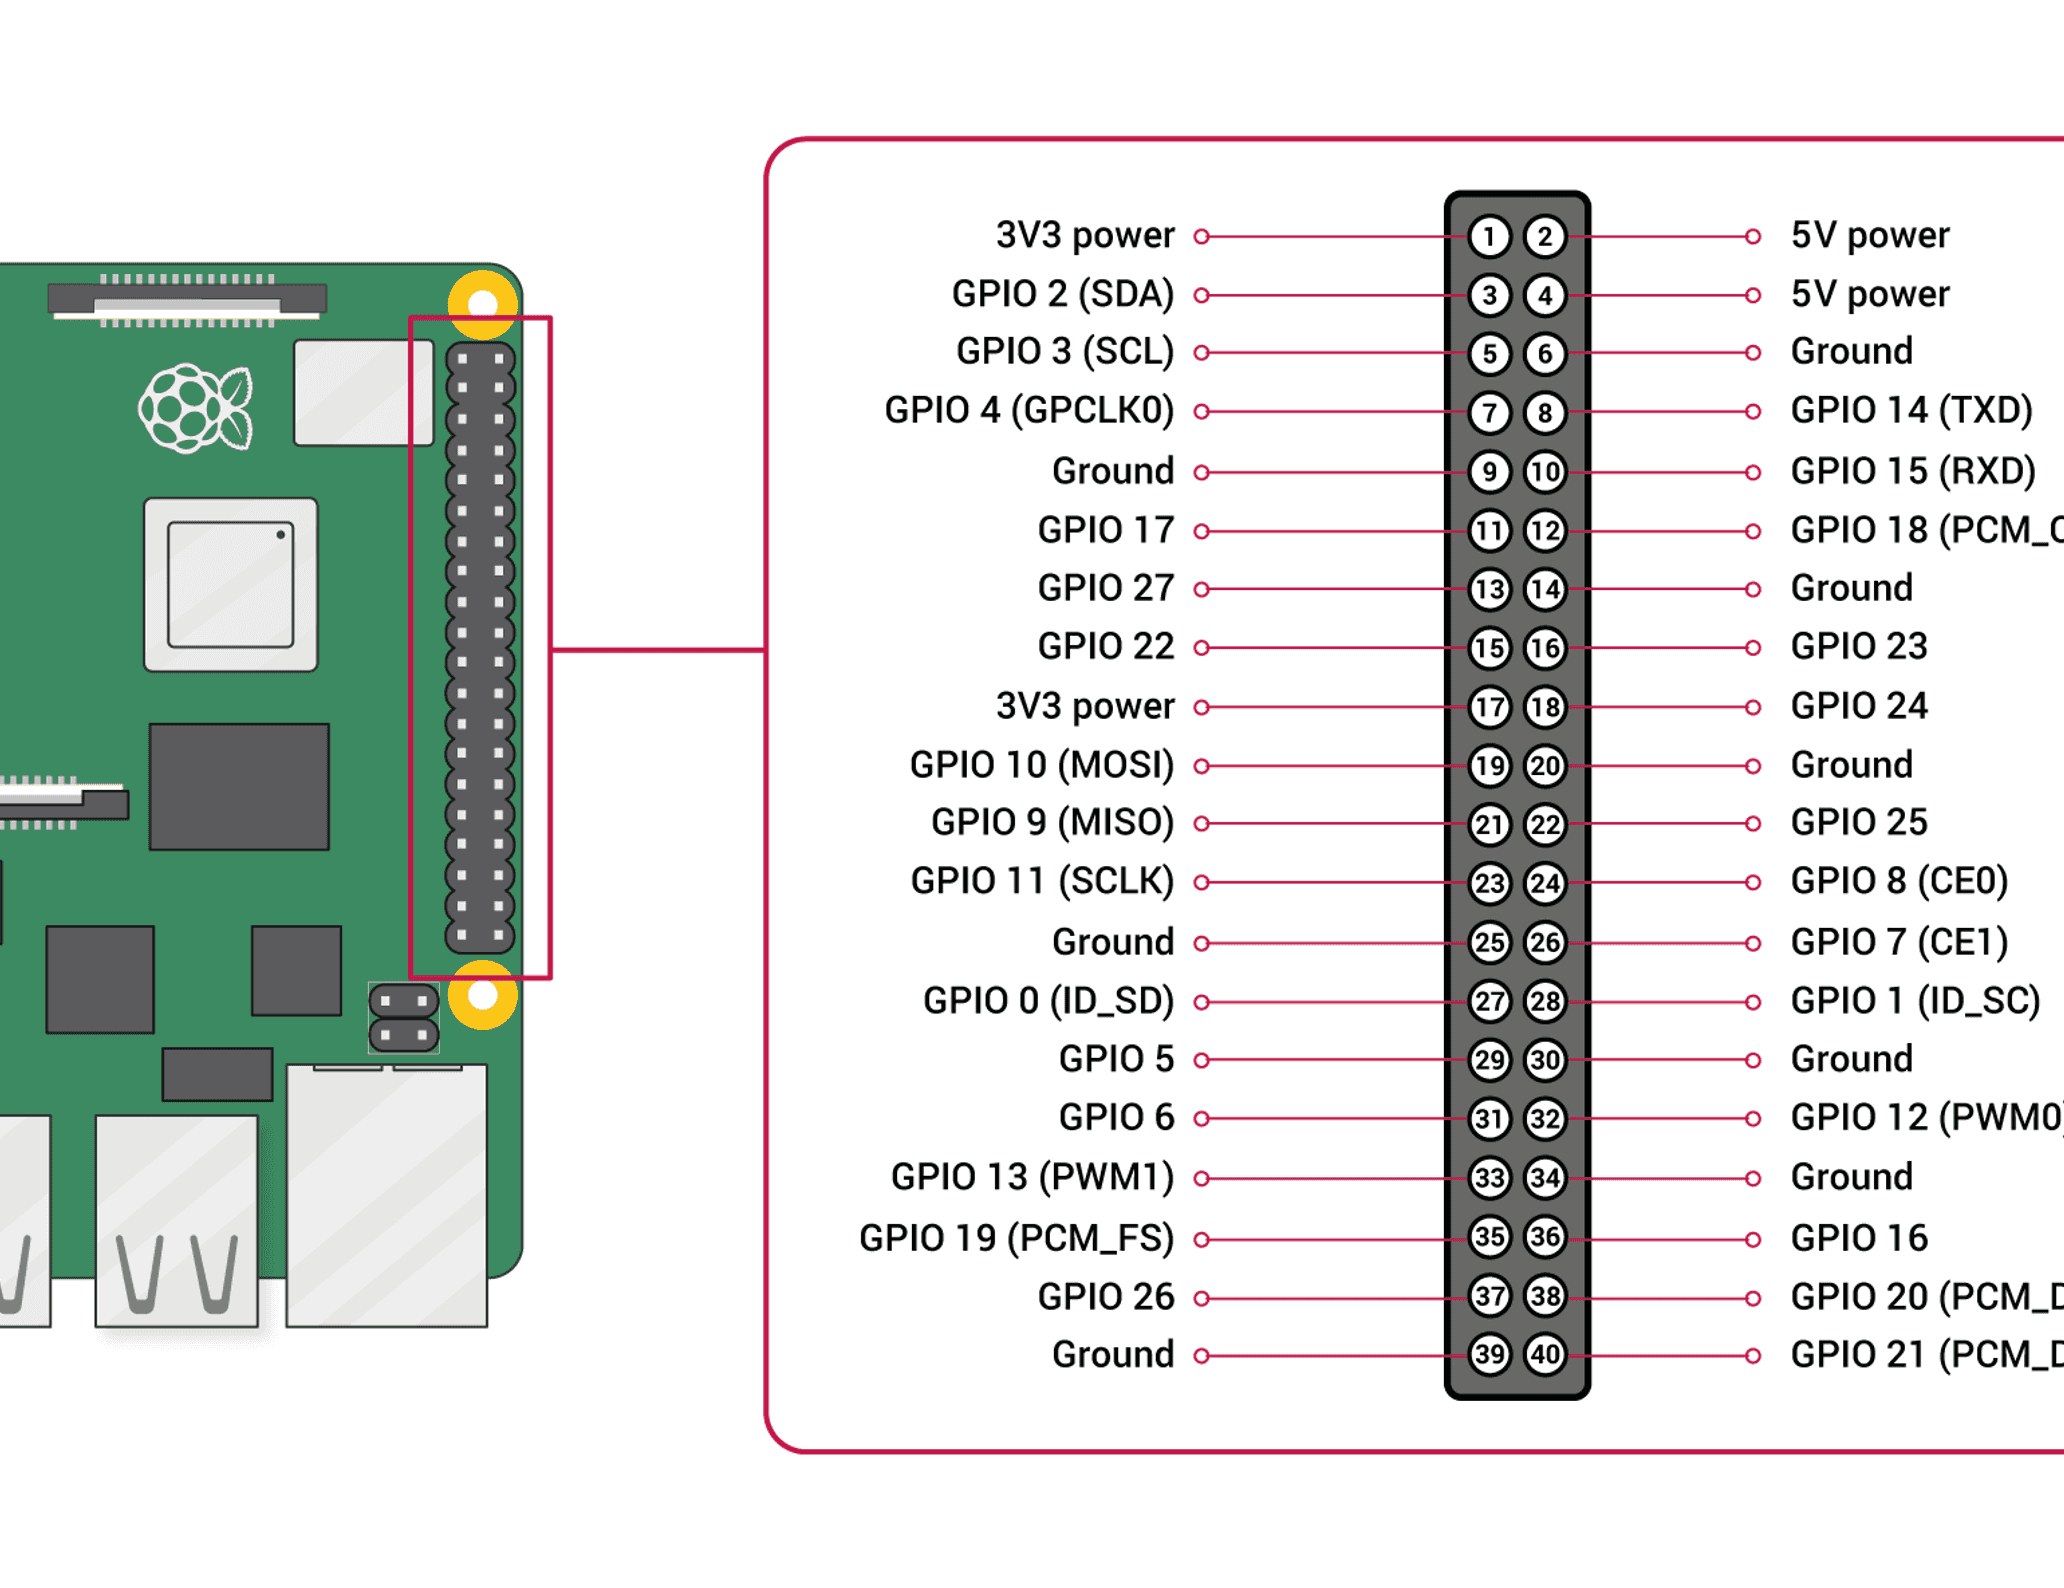 3V3 power 1 2 5V power
GPIO 2 (SDA) 3 4 5V power
GPIO 3 (SCL) 5 6 Ground
GPIO 4 (GPCLK0) 7 8 GPIO 14 (TXD)
Ground 9 10 GPIO 15 (RXD)
GPIO 17 11 12 GPIO 18 (PCM_
GPIO 27 13 14 Ground
GPIO 22 15 16 GPIO 23
3V3 power 17 18 GPIO 24
GPIO 10 (MOSI) 19 20 Ground
GPIO 9 (MISO) 21 22 GPIO 25
GPIO 11 (SCLK) 23 24 GPIO 8 (CE0)
Ground 25 26 GPIO 7 (CE1)
GPIO 0 (ID_SD) 27 28 GPIO 1 (ID_SC)
GPIO 5 29 30 Ground
GPIO 6 31 32 GPIO 12 (PWM0)
GPIO 13 (PWM1) 33 34 Ground
GPIO 19 (PCM_FS) 35 36 GPIO 16
GPIO 26 37 38 GPIO 20 (PCM_
Ground 39 40 GPIO 21 (PCM_